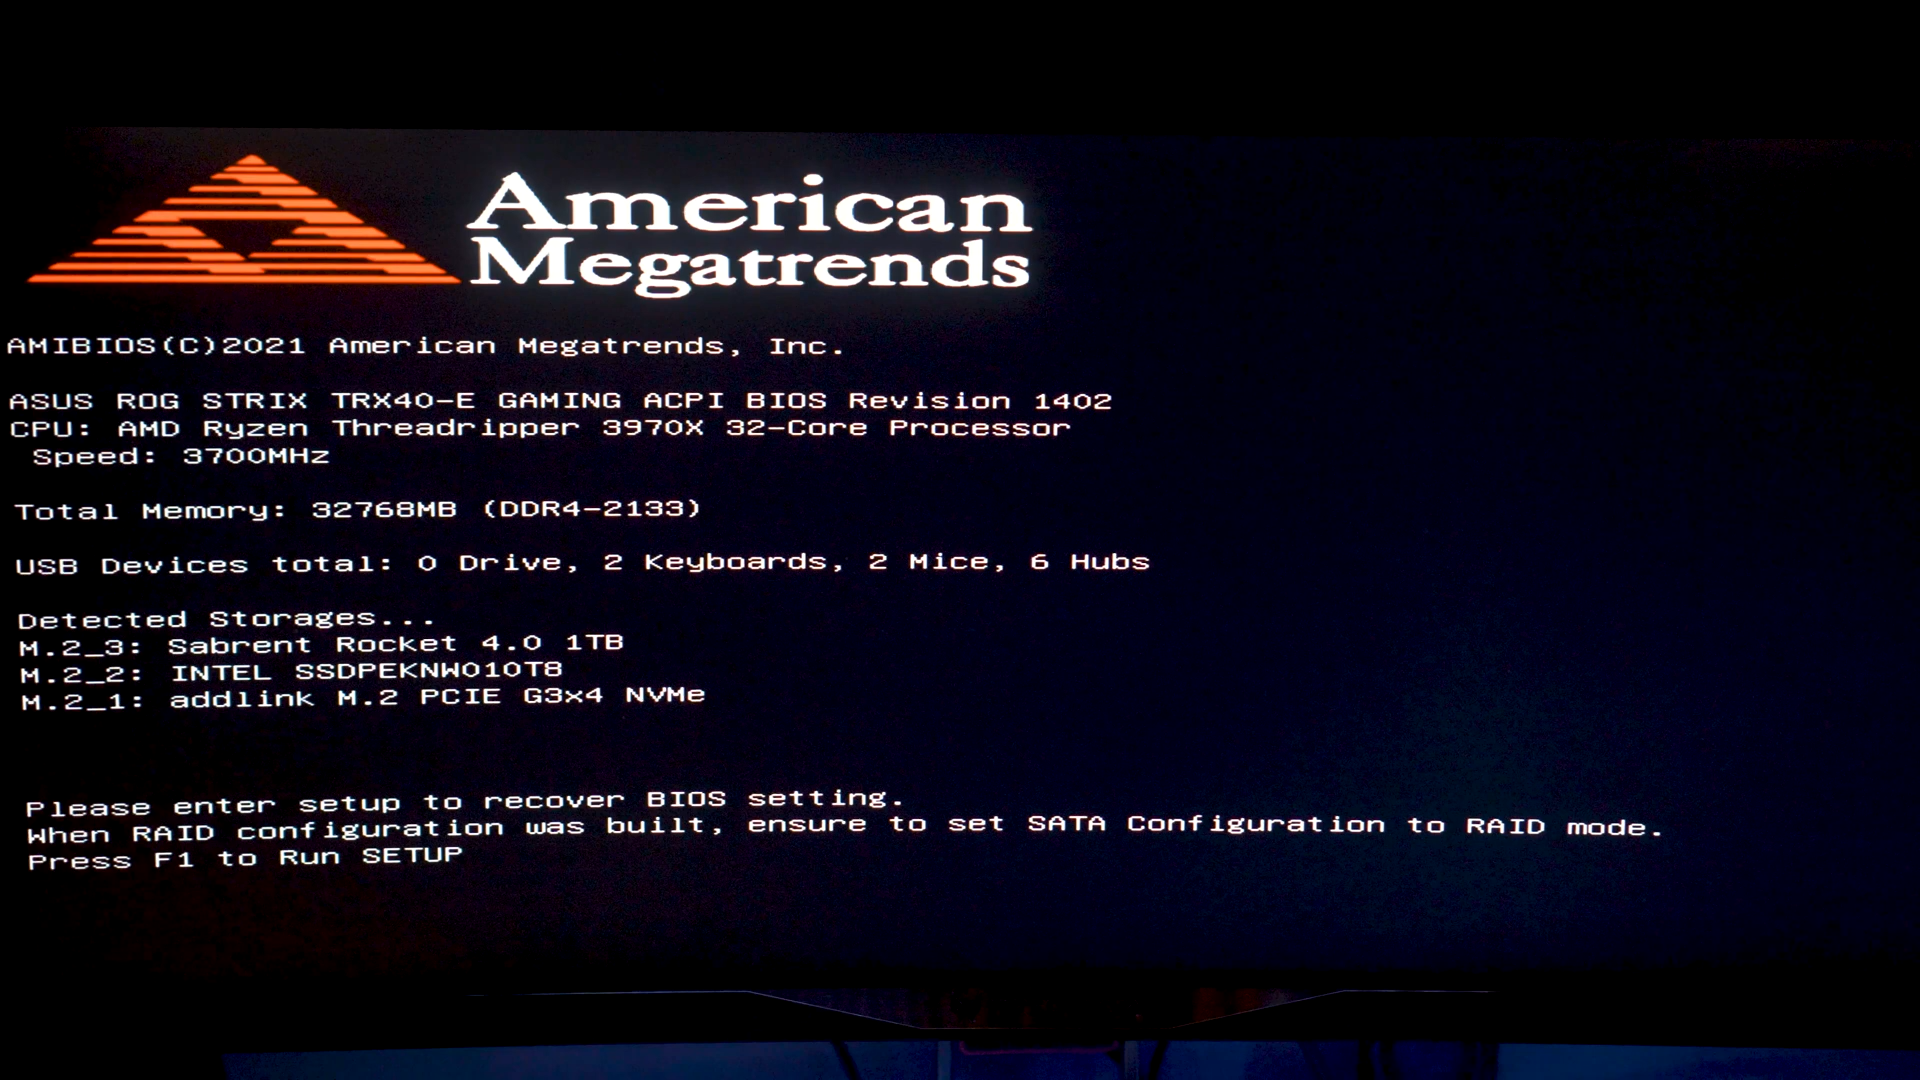 American
Megatrends
AMIBIOS(C)2021 American Megatrends, Inc.
ASUS ROG STRIX TRX40-E GAMING ACPI BIOS Revision 1402
CPU: AMD Ryzen Threadripper 3970X 32-Core Processor
Speed: 3700MHz
Total Memory: 32768MB (DDR4-2133)
USB Devices total: 0 Drive, 2 Keyboards, 2 Mice, 6 Hubs
Detected Storages...
M.2_3: Sabrent Rocket 4.0 1TB
M.2_2: INTEL SSDPEKNW010T8
M.2_1: addlink M.2 PCIE G3x4 NVMe
Please enter setup to recover BIOS setting.
When RAID configuration was built, ensure to set SATA Configuration to RAID mode.
Press F1 to Run SETUP